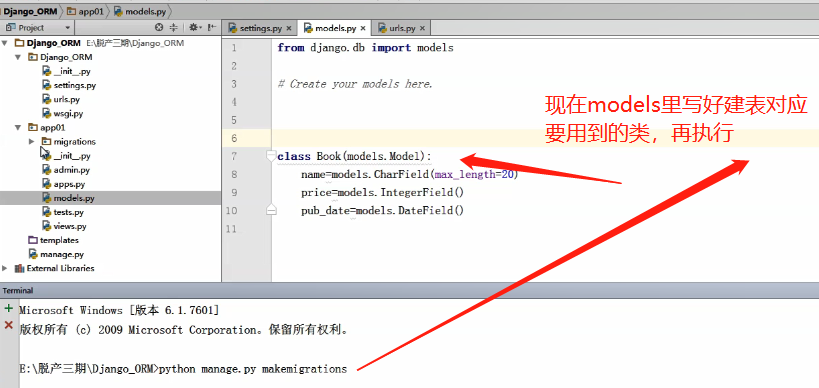 Django_ORM app01 models.py
Project
settings.py × models.py × urls.py ×
Django_ORM E:\脱产三期\Django_ORM
Django_ORM
__init__.py
settings.py
urls.py
wsgi.py
app01
migrations
__init__.py
admin.py
apps.py
models.py
tests.py
views.py
templates
manage.py
External Libraries
1 from django.db import models
2
3 # Create your models here.
4
5
6
7 class Book(models.Model):
8 name=models.CharField(max_length=20)
9 price=models.IntegerField()
10 pub_date=models.DateField()
11
现在models里写好建表对应
要用到的类，再执行
Terminal
Microsoft Windows [版本 6.1.7601]
版权所有 (c) 2009 Microsoft Corporation。保留所有权利。
E:\脱产三期\Django_ORM>python manage.py makemigrations